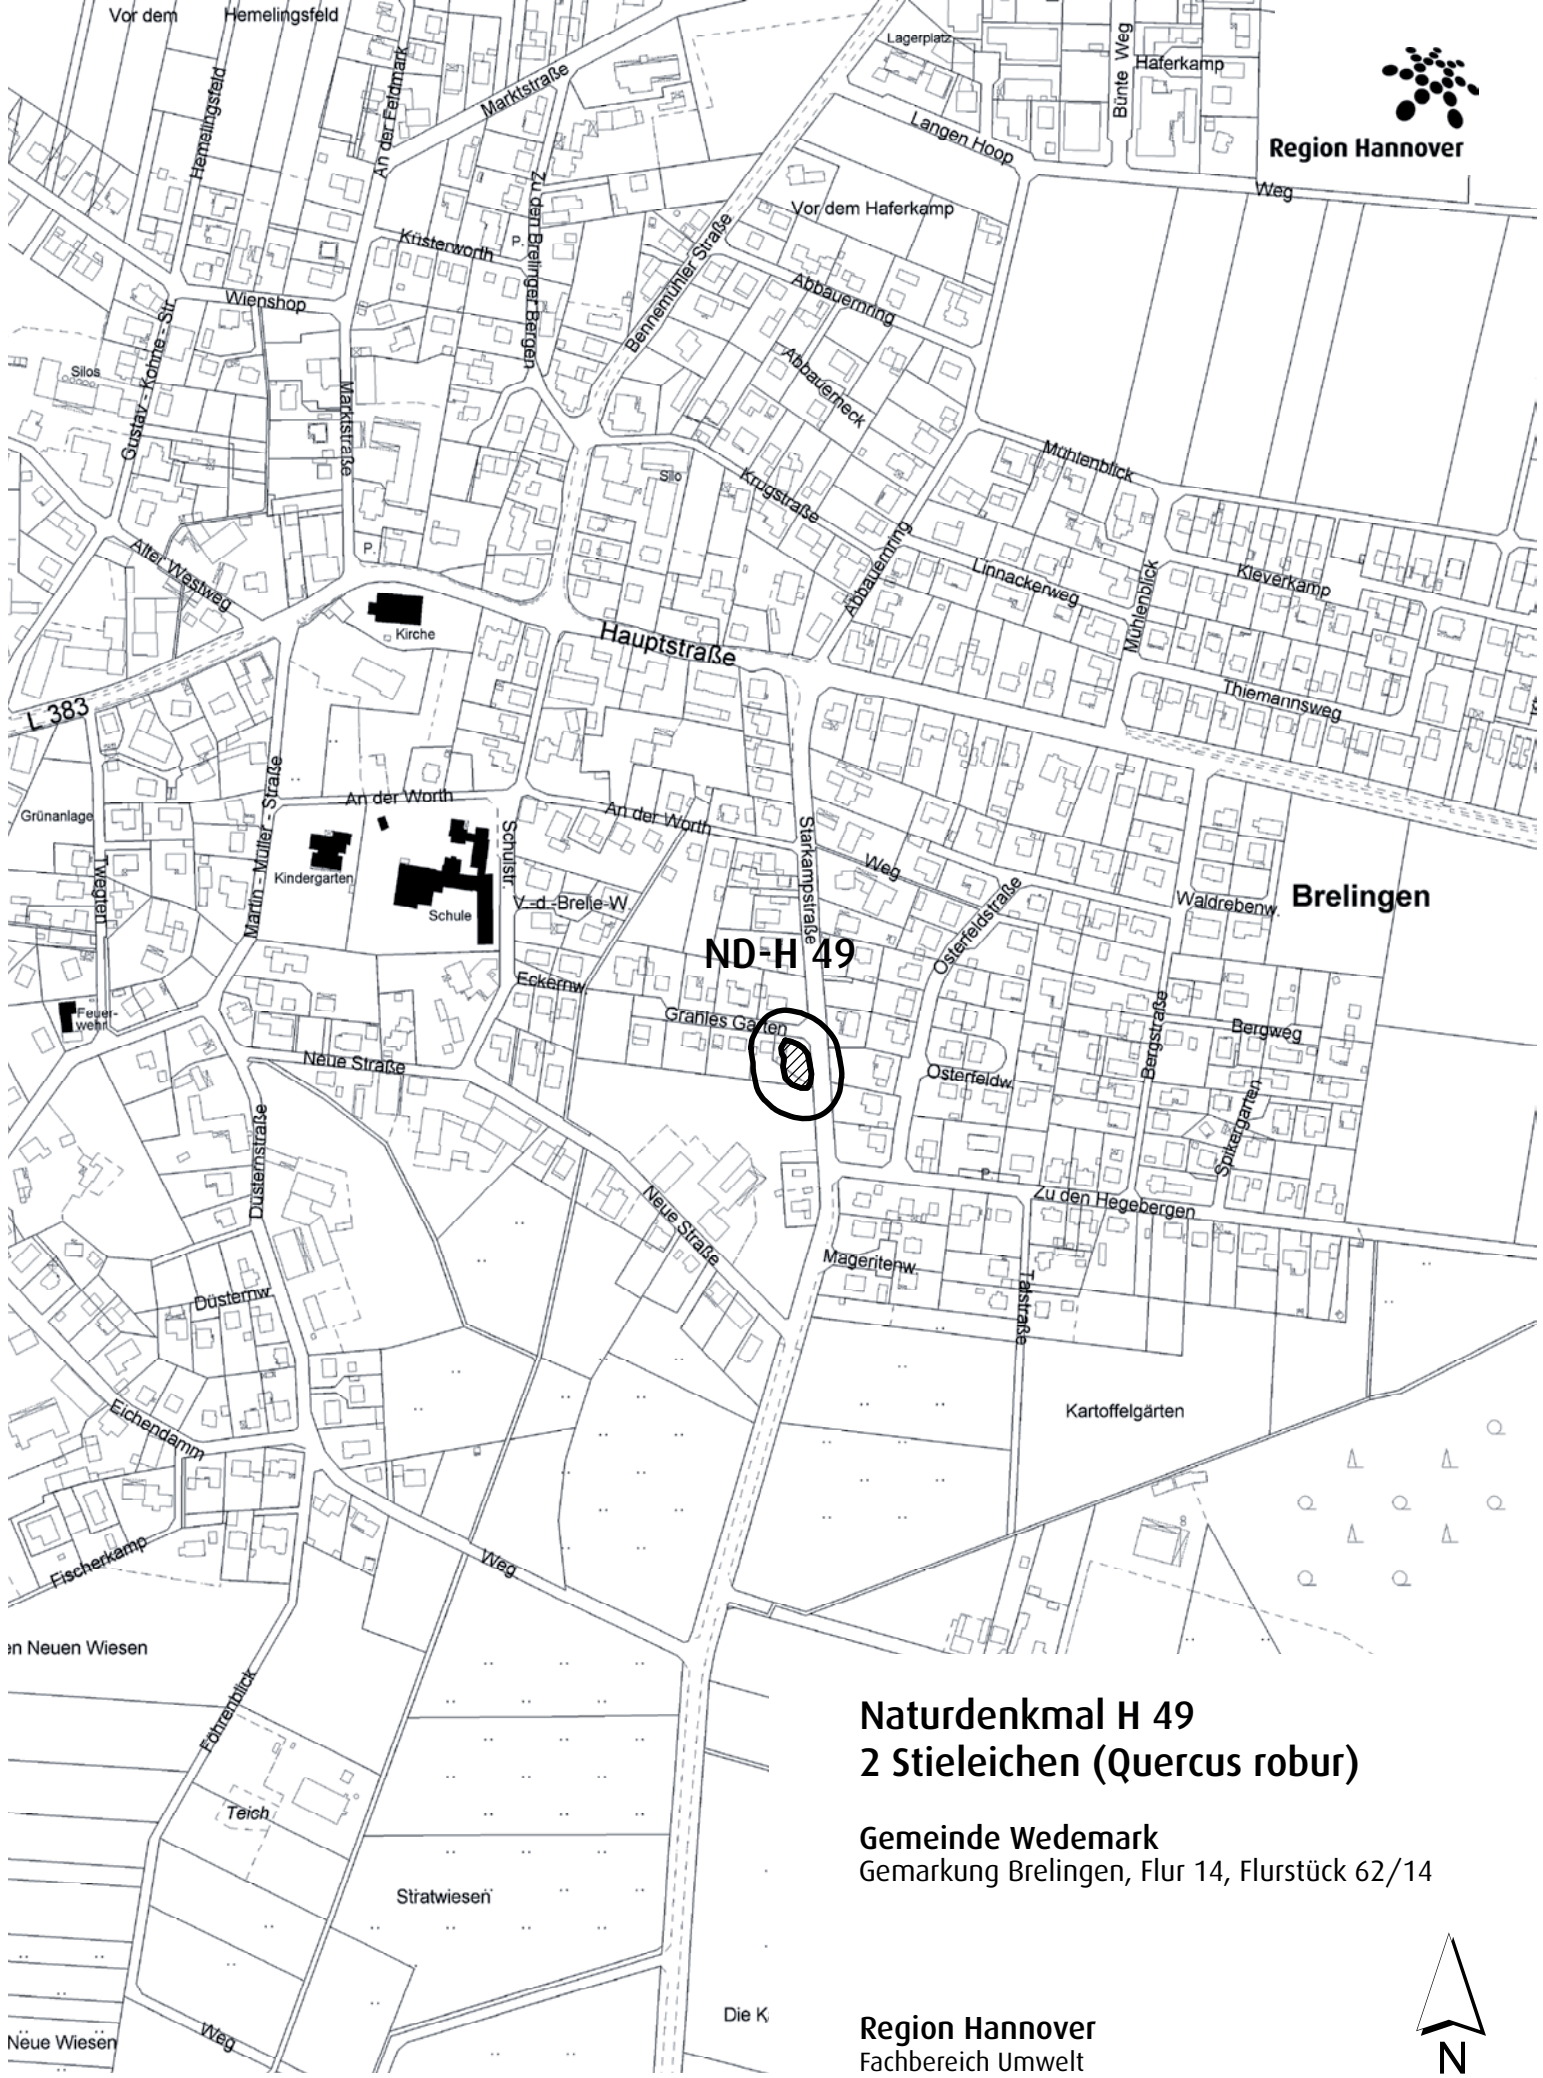 Vor dem
Hemelingsfeld
Lagerplatz
Bünte Weg
Haferkamp
Region Hannover
Hemelingsfeld
An der Feldmark
Marktstraße
Langen Hoop
Weg
Zu den Brelinger Bergen
Vor dem Haferkamp
Küsterworth
P.
Bennemühler Straße
Wienshop
Abbauernring
Gustav - Kohne - Str.
Silos
Marktstraße
Abbauerneck
Mühlenblick
Silo
Krugstraße
Alter Westweg
P.
Abbauernring
Linnackerweg
Mühlenblick
Kleverkamp
Kirche
Hauptstraße
Thiemannsweg
L 383
Grünanlage
Martin - Müller - Straße
An der Worth
An der Worth
Schulstr.
Starkampstraße
Weg
Twegten
Kindergarten
Schule
V.-d.-Brelie-W.
Osterfeldstraße
Waldrebenw.
Brelingen
ND-H 49
Eckernw.
Feuer-
wehr
Grahles Garten
Bergstraße
Bergweg
Neue Straße
Osterfeldw.
Spikergarten
Düsternstraße
P.
Zu den Hegebergen
Neue Straße
Mageritenw.
Düsternw.
Talstraße
Kartoffelgärten
Eichendamm
Fischerkamp
Weg
en Neuen Wiesen
Föhrenblick
Naturdenkmal H 49
2 Stieleichen (Quercus robur)
Teich
Gemeinde Wedemark
Gemarkung Brelingen, Flur 14, Flurstück 62/14
Stratwiesen
Die K
Neue Wiesen
Weg
Region Hannover
Fachbereich Umwelt
N